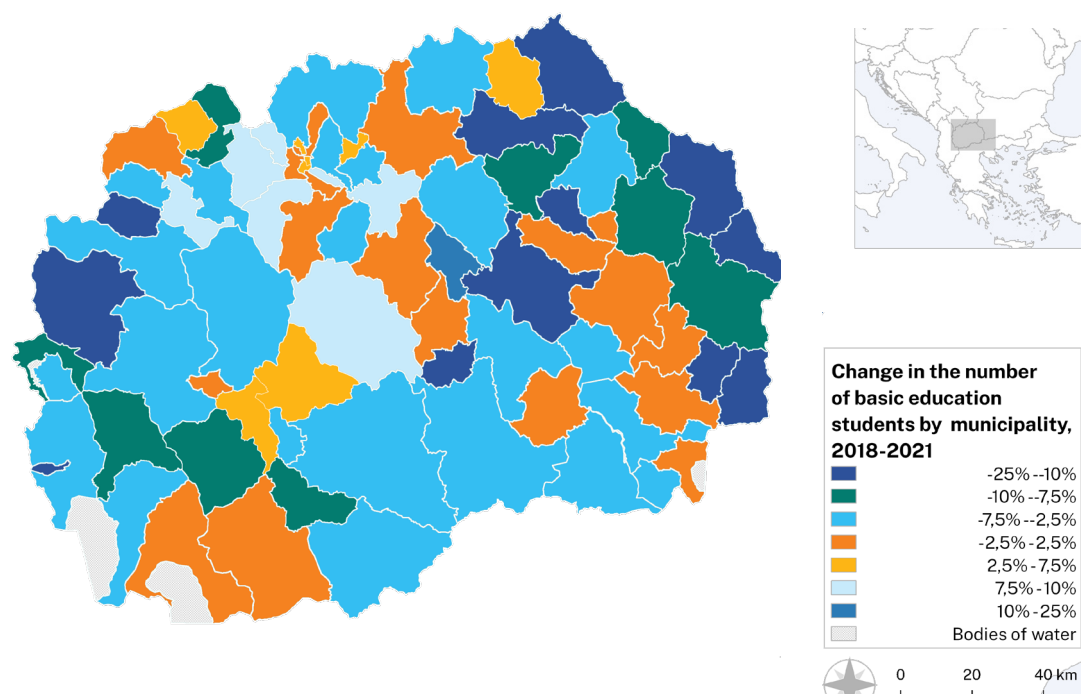 Change in the number
of basic education
students by municipality,
2018-2021
-25% --10%
-10% -7,5%
-7,5% --2,5%
-2,5% - 2,5%
2,5% - 7,5%
7,5% - 10%
10% - 25%
Bodies of water
0 20 40 km